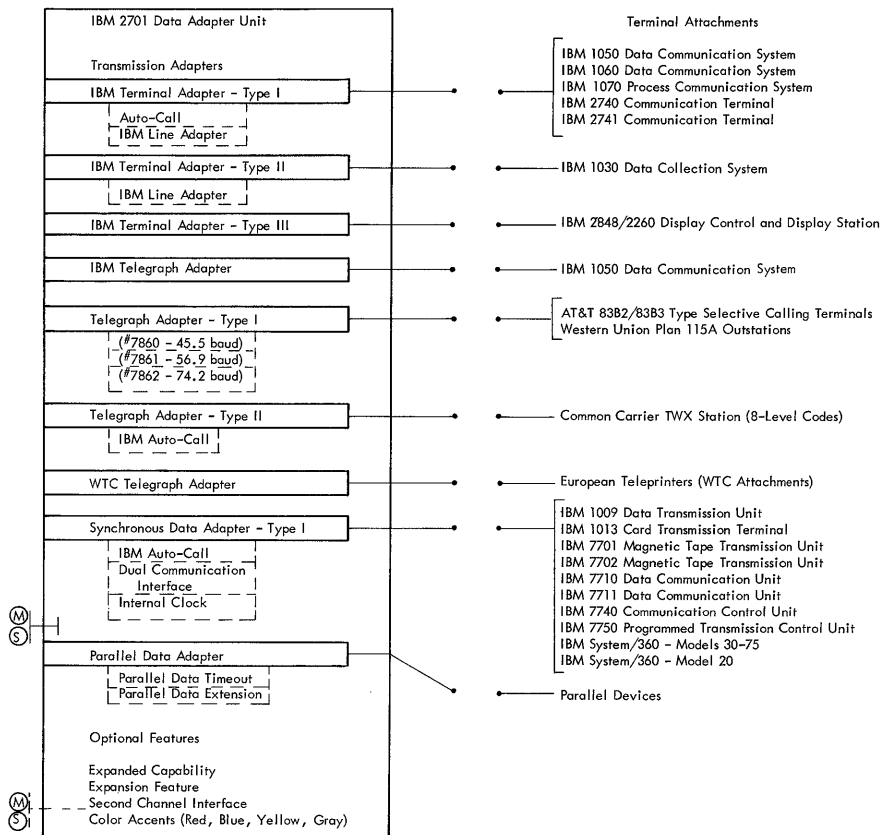 IBM 2701 Data Adapter Unit
Terminal Attachments
Transmission Adapters
IBM Terminal Adapter - Type I
Auto-Call
IBM Line Adapter
IBM 1050 Data Communication System
IBM 1060 Data Communication System
IBM 1070 Process Communication System
IBM 2740 Communication Terminal
IBM 2741 Communication Terminal
IBM Terminal Adapter - Type II
IBM Line Adapter
IBM 1030 Data Collection System
IBM Terminal Adapter - Type III
IBM 2848/2260 Display Control and Display Station
IBM Telegraph Adapter
IBM 1050 Data Communication System
Telegraph Adapter - Type I
(#7860 - 45.5 baud)
(#7861 - 56.9 baud)
(#7862 - 74.2 baud)
AT&T 83B2/83B3 Type Selective Calling Terminals
Western Union Plan 115A Outstations
Telegraph Adapter - Type II
IBM Auto-Call
Common Carrier TWX Station (8-Level Codes)
WTC Telegraph Adapter
European Teleprinters (WTC Attachments)
Synchronous Data Adapter - Type I
IBM Auto-Call
Dual Communication
Interface
Internal Clock
IBM 1009 Data Transmission Unit
IBM 1013 Card Transmission Terminal
IBM 7701 Magnetic Tape Transmission Unit
IBM 7702 Magnetic Tape Transmission Unit
IBM 7710 Data Communication Unit
IBM 7711 Data Communication Unit
IBM 7740 Communication Control Unit
IBM 7750 Programmed Transmission Control Unit
IBM System/360 - Models 30-75
IBM System/360 - Model 20
M
S
Parallel Data Adapter
Parallel Data Timeout
Parallel Data Extension
Parallel Devices
Optional Features
Expanded Capability
Expansion Feature
M
Second Channel Interface
S
Color Accents (Red, Blue, Yellow, Gray)